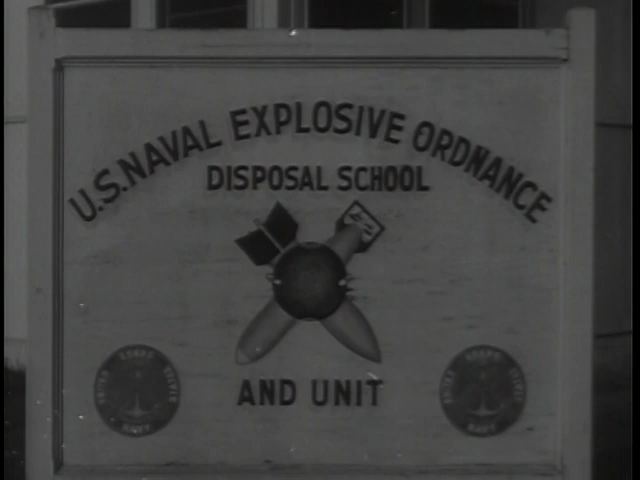 U.S. NAVAL EXPLOSIVE ORDNANCE
DISPOSAL SCHOOL
AND UNIT